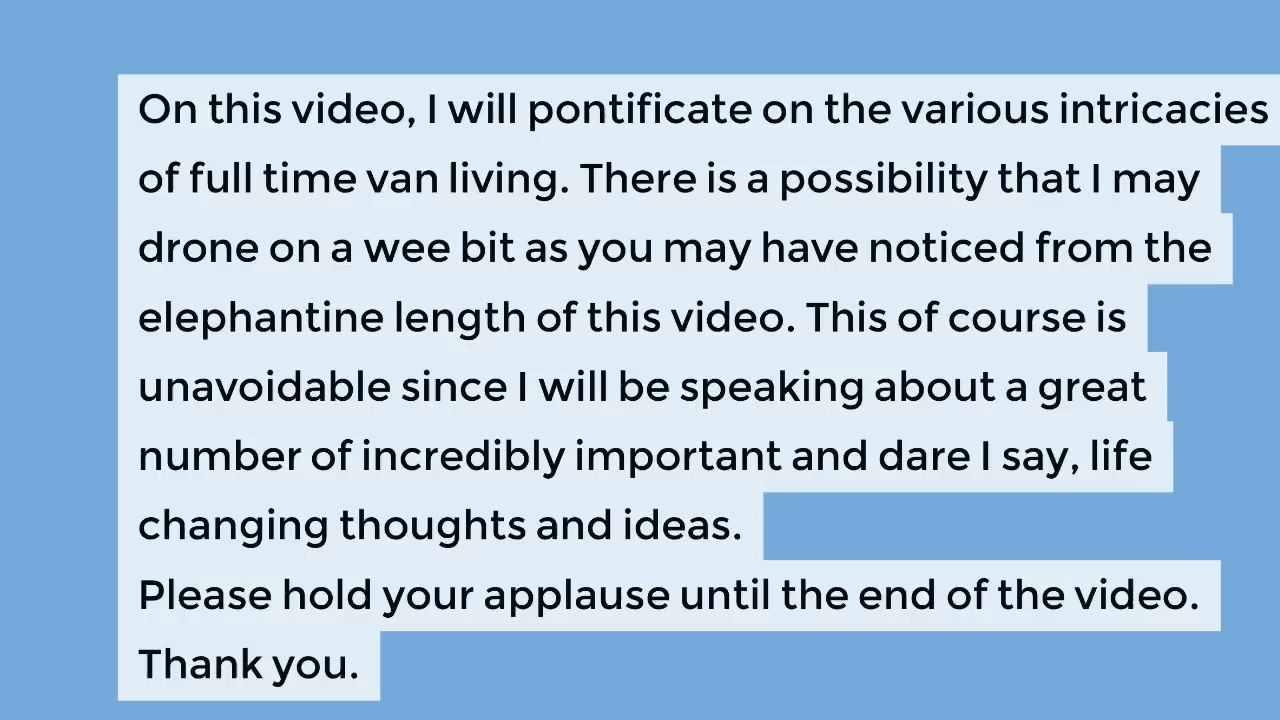 On this video, I will pontificate on the various intricacies
of full time van living. There is a possibility that I may
drone on a wee bit as you may have noticed from the
elephantine length of this video. This of course is
unavoidable since I will be speaking about a great
number of incredibly important and dare I say, life
changing thoughts and ideas.
Please hold your applause until the end of the video.
Thank you.